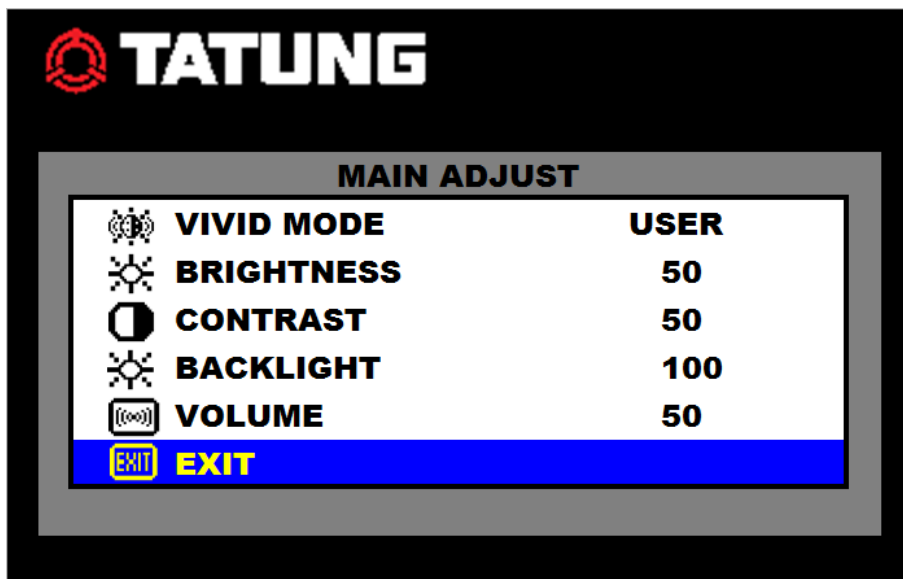 TATUNG
MAIN ADJUST
VIVID MODE USER
BRIGHTNESS 50
CONTRAST 50
BACKLIGHT 100
VOLUME 50
EXIT EXIT